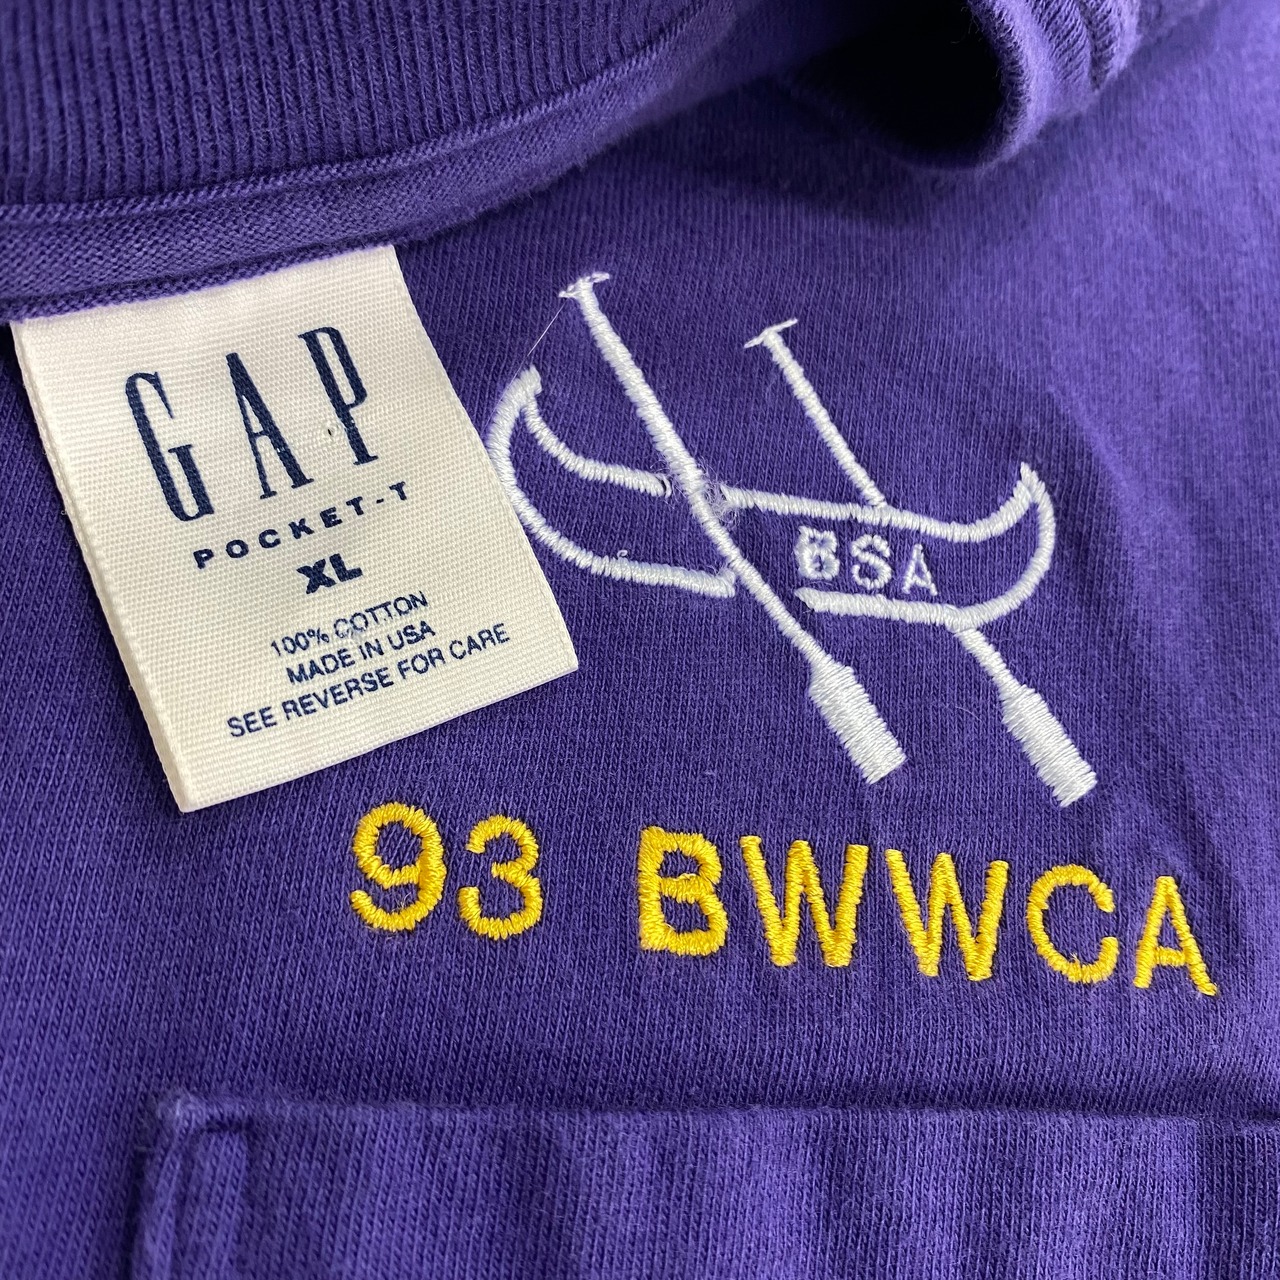 GAP
POCKET-T
XL
100% COTTON
MADE IN USA
SEE REVERSE FOR CARE
BSA
93 BWWCA